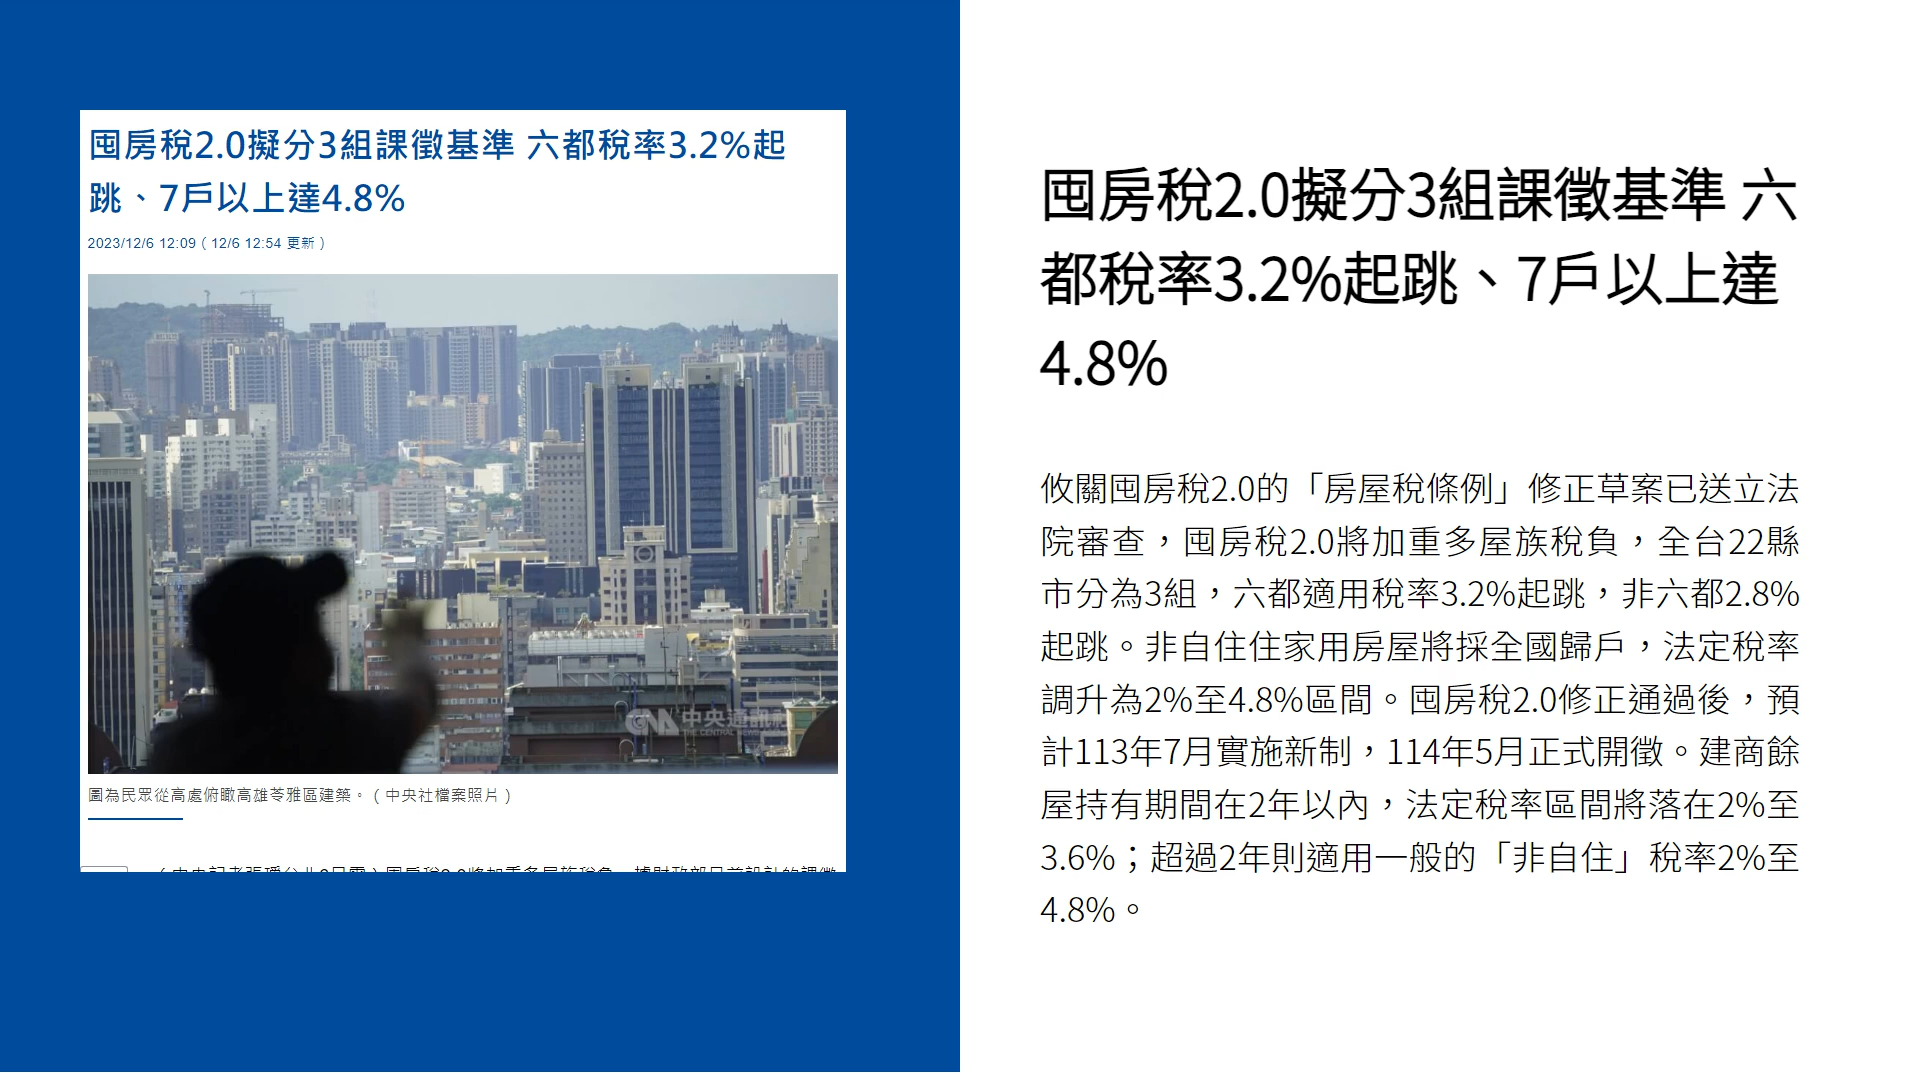 囤房稅2.0擬分3組課徵基準 六都稅率3.2%起
跳、7戶以上達4.8%
2023/12/6 12:09（12/6 12:54 更新）
中央通訊社
圖為民眾從高處俯瞰高雄苓雅區建築。（中央社檔案照片）
囤房稅2.0擬分3組課徵基準 六
都稅率3.2%起跳、7戶以上達
4.8%
攸關囤房稅2.0的「房屋稅條例」修正草案已送立法
院審查，囤房稅2.0將加重多屋族稅負，全台22縣
市分為3組，六都適用稅率3.2%起跳，非六都2.8%
起跳。非自住住家用房屋將採全國歸戶，法定稅率
調升為2%至4.8%區間。囤房稅2.0修正通過後，預
計113年7月實施新制，114年5月正式開徵。建商餘
屋持有期間在2年以內，法定稅率區間將落在2%至
3.6%；超過2年則適用一般的「非自住」稅率2%至
4.8%。